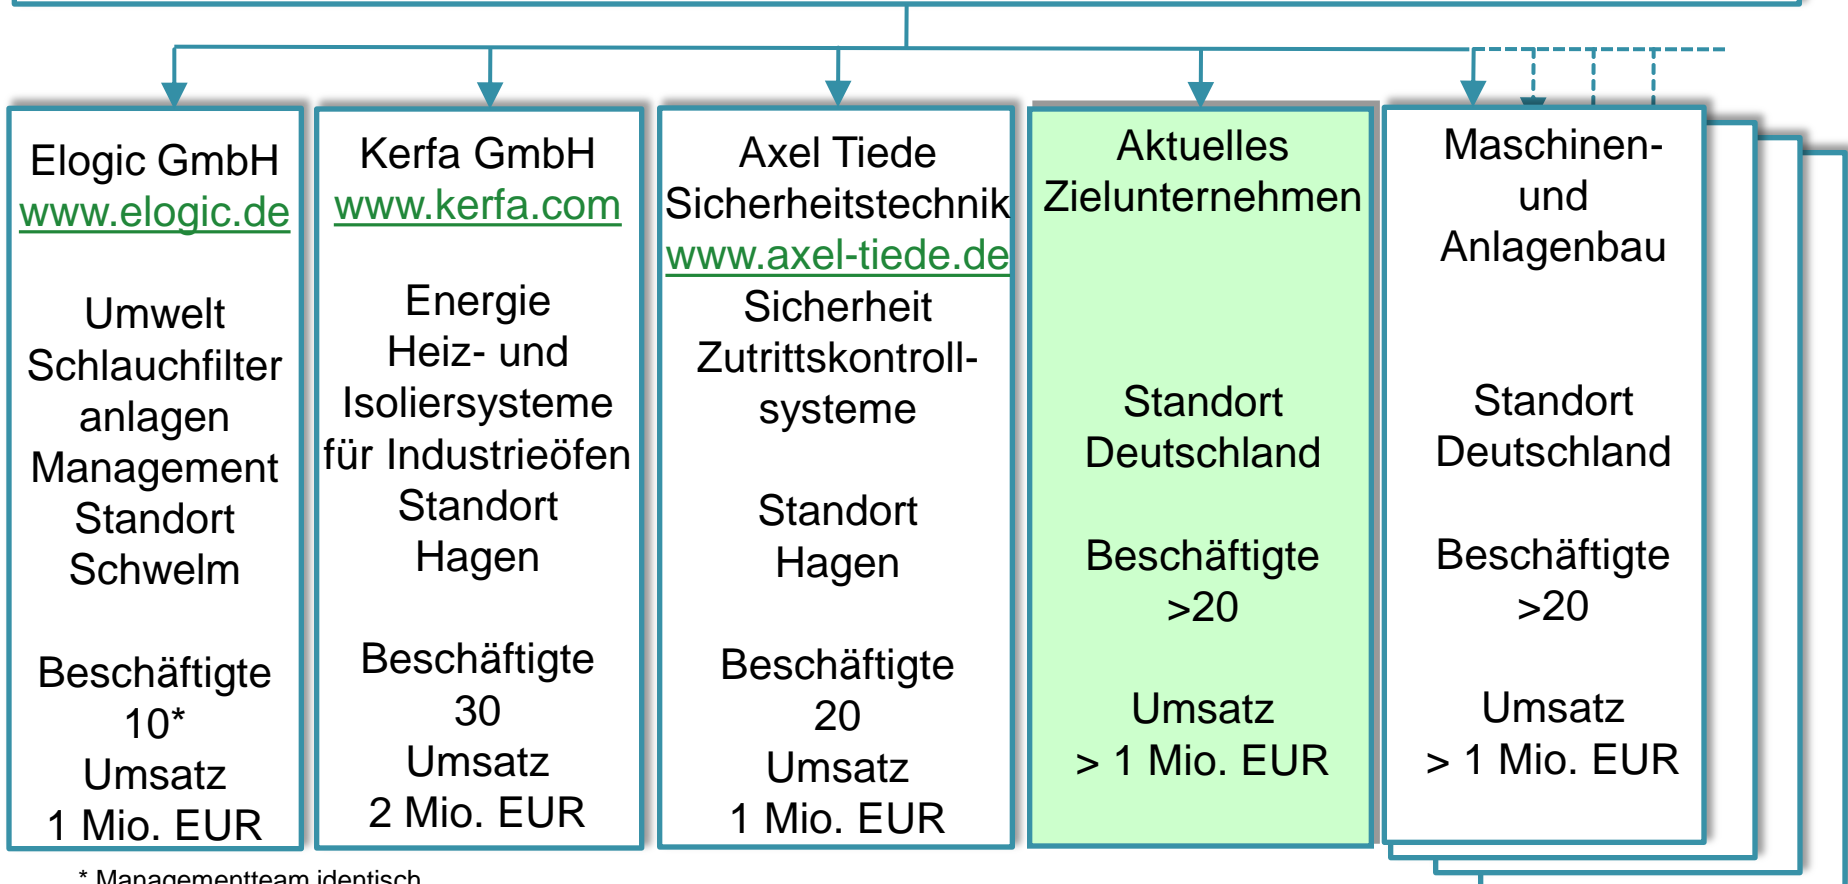 Elogic GmbH
www.elogic.de
Umwelt
Schlauchfilter
anlagen
Management
Standort
Schwelm
Beschäftigte
10*
Umsatz
1 Mio. EUR
Kerfa GmbH
www.kerfa.com
Energie
Heiz- und
Isoliersysteme
für Industrieöfen
Standort
Hagen
Beschäftigte
30
Umsatz
2 Mio. EUR
Axel Tiede
Sicherheitstechnik
www.axel-tiede.de
Sicherheit
Zutrittskontroll-
systeme
Standort
Hagen
Beschäftigte
20
Umsatz
1 Mio. EUR
Aktuelles
Zielunternehmen
Standort
Deutschland
Beschäftigte
>20
Umsatz
> 1 Mio. EUR
Maschinen-
und
Anlagenbau
Standort
Deutschland
Beschäftigte
>20
Umsatz
> 1 Mio. EUR
* Managementteam identisch